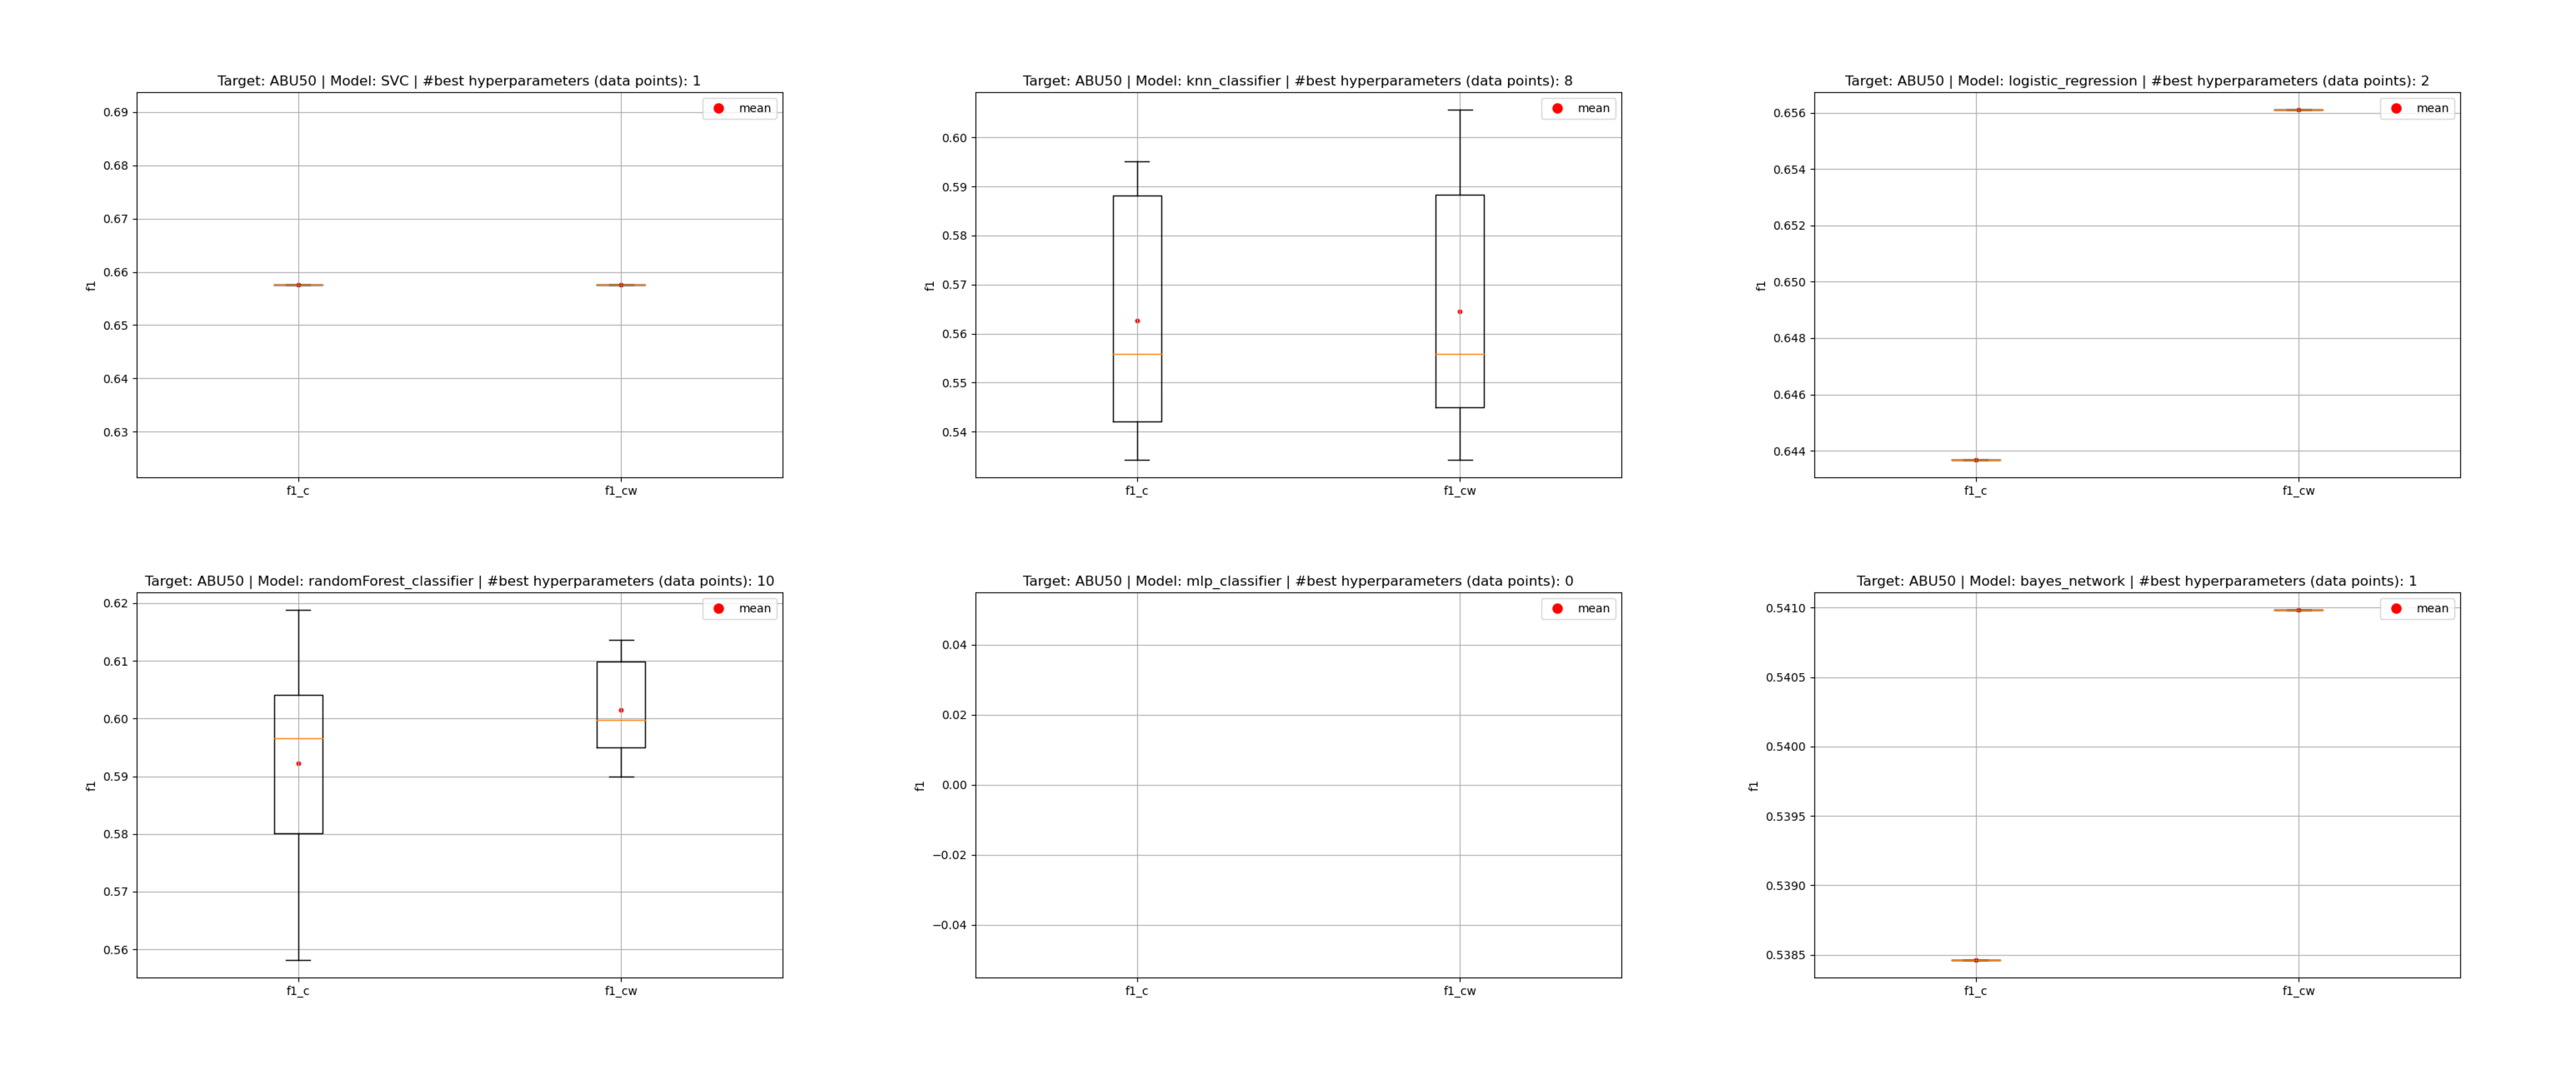 Target: ABU50 | Model: SVC | #best hyperparameters (data points): 1
mean
0.69
0.68
0.67
0.66
0.65
0.64
0.63
f1
f1_c
f1_cw
Target: ABU50 | Model: knn_classifier | #best hyperparameters (data points): 8
mean
0.60
0.59
0.58
0.57
0.56
0.55
0.54
f1
f1_c
f1_cw
Target: ABU50 | Model: logistic_regression | #best hyperparameters (data points): 2
mean
0.656
0.654
0.652
0.650
0.648
0.646
0.644
f1
f1_c
f1_cw
Target: ABU50 | Model: randomForest_classifier | #best hyperparameters (data points): 10
mean
0.62
0.61
0.60
0.59
0.58
0.57
0.56
f1
f1_c
f1_cw
Target: ABU50 | Model: mlp_classifier | #best hyperparameters (data points): 0
mean
0.04
0.02
0.00
−0.02
−0.04
f1
f1_c
f1_cw
Target: ABU50 | Model: bayes_network | #best hyperparameters (data points): 1
mean
0.5410
0.5405
0.5400
0.5395
0.5390
0.5385
f1
f1_c
f1_cw